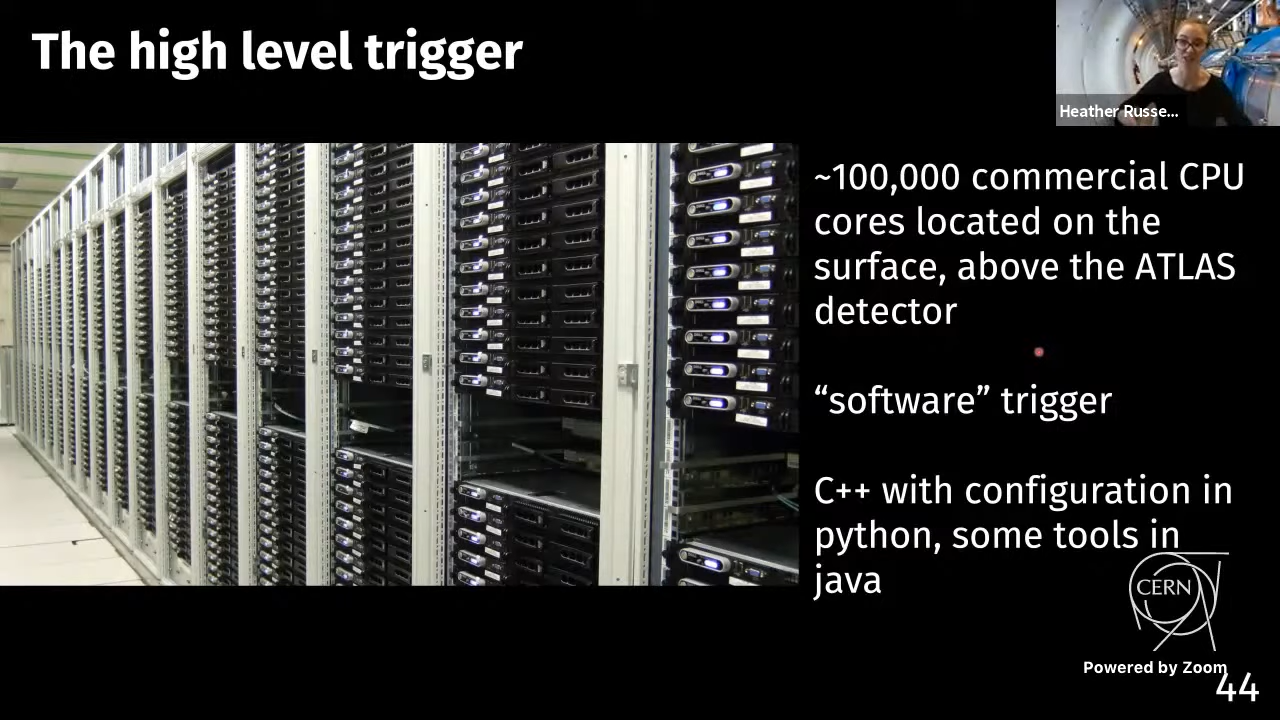 The high level trigger
Heather Russe...
~100,000 commercial CPU
cores located on the
surface, above the ATLAS
detector
“software” trigger
C++ with configuration in
python, some tools in
java
CERN
Powered by Zoom
44